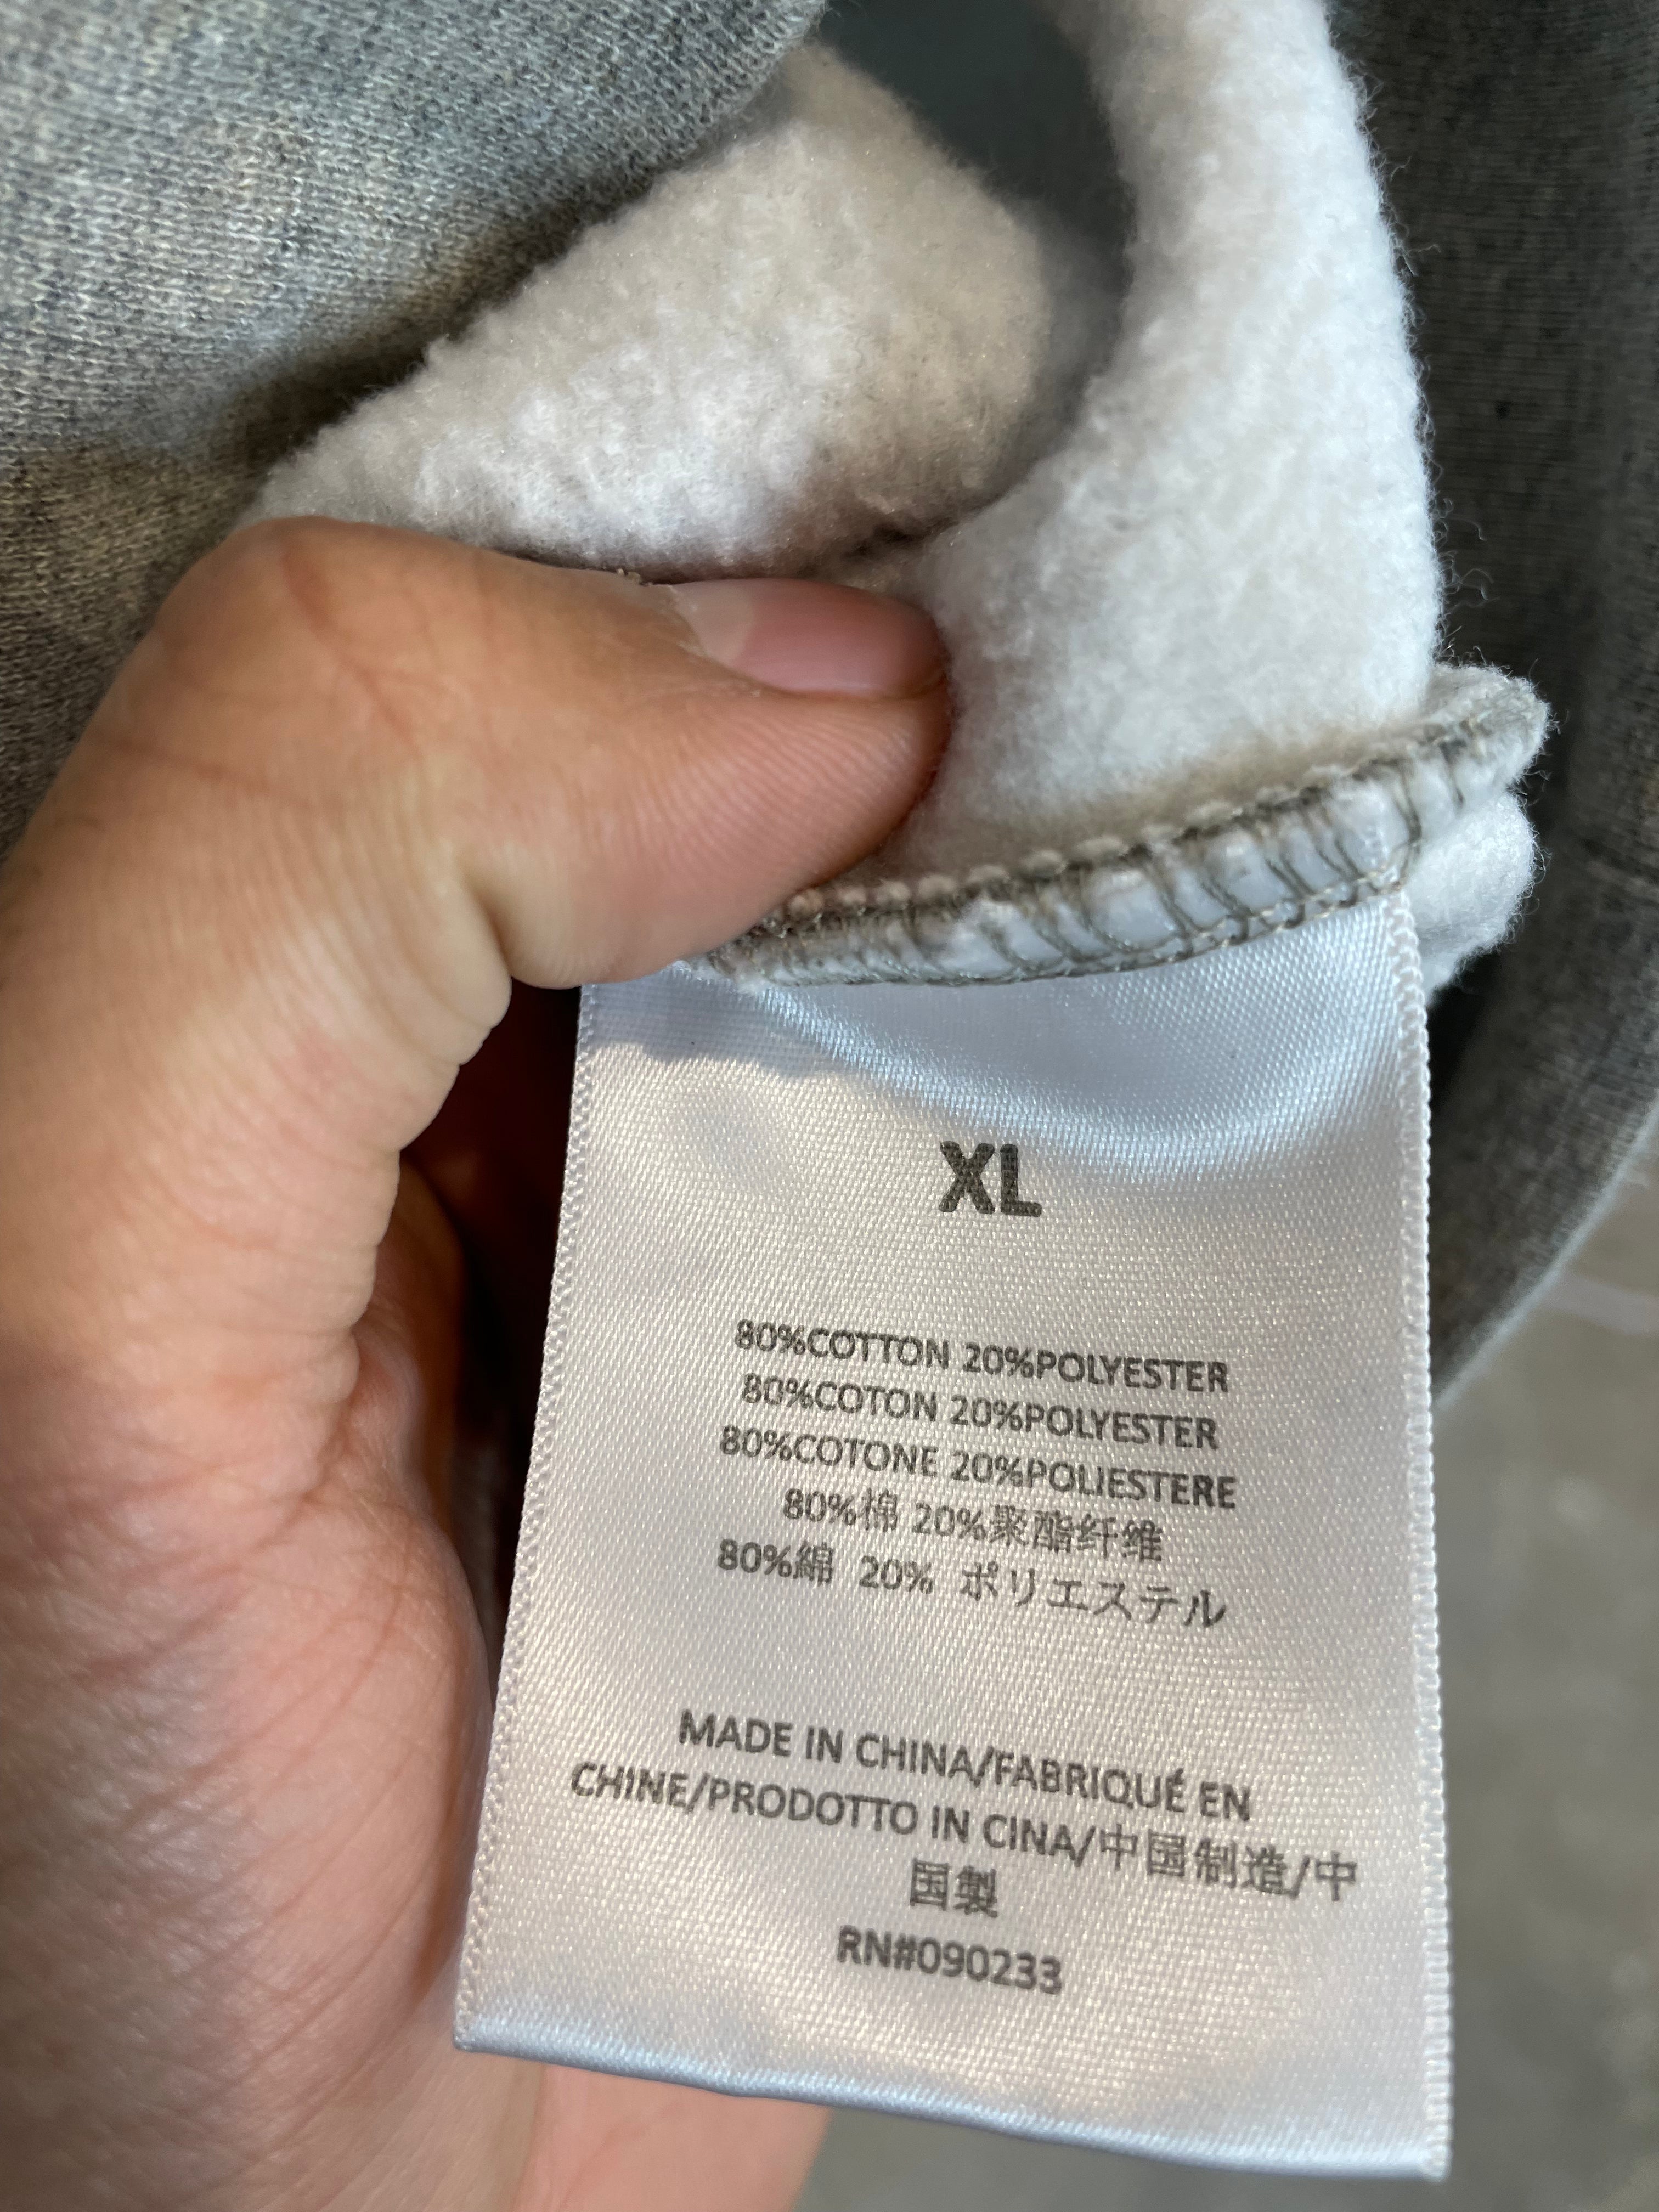 XL
80%COTTON 20%POLYESTER
80%COTON 20%POLYESTER
80%COTONE 20%POLIESTERE
80%棉 20%聚酯纤维
80%綿 20% ポリエステル
MADE IN CHINA/FABRIQUÉ EN
CHINE/PRODOTTO IN CINA/中国制造/中
国製
RN#090233